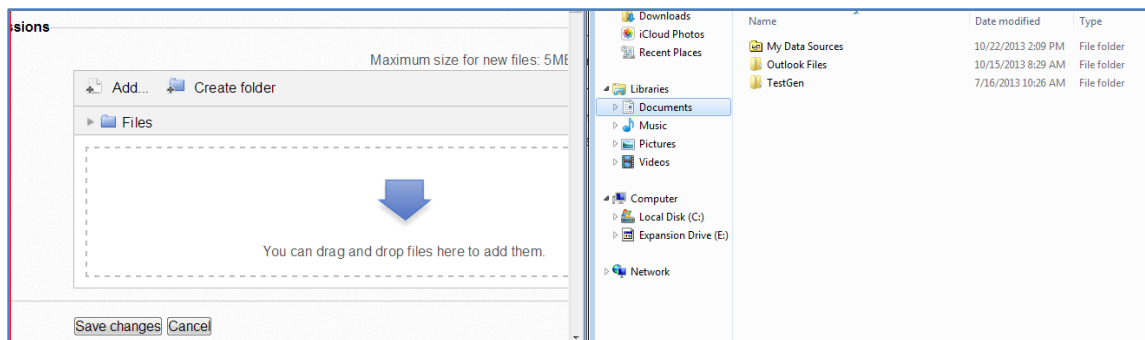 ssions
Maximum size for new files: 5ME
Add... Create folder
Files
You can drag and drop files here to add them.
Save changes Cancel
Downloads
iCloud Photos
Recent Places
Libraries
Documents
Music
Pictures
Videos
Computer
Local Disk (C:)
Expansion Drive (E:)
Network
Name Date modified Type
My Data Sources 10/22/2013 2:09 PM File folder
Outlook Files 10/15/2013 8:29 AM File folder
TestGen 7/16/2013 10:26 AM File folder